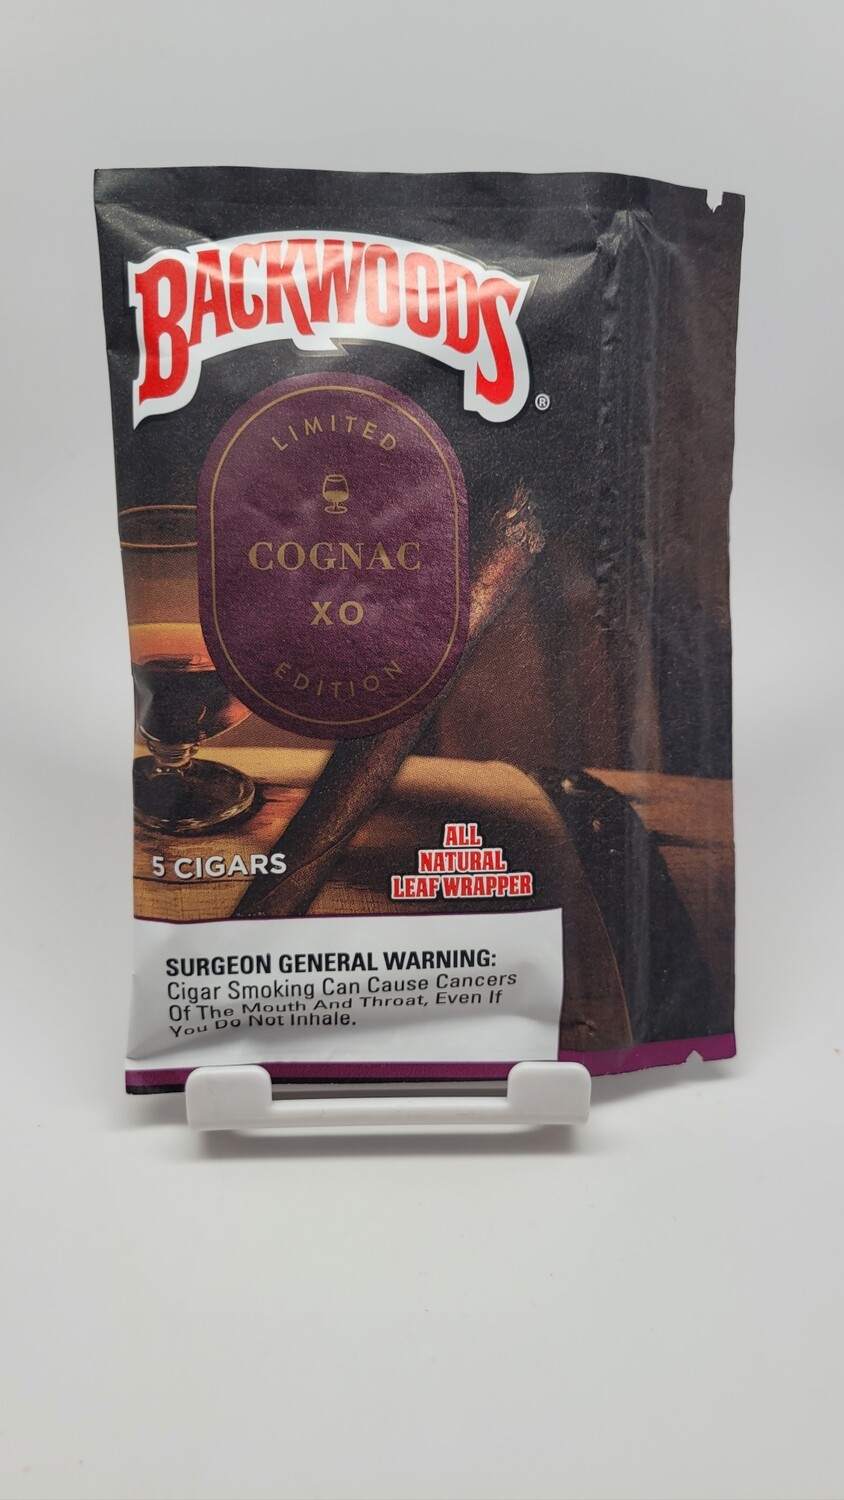 BACKWOODS
®
LIMITED
COGNAC
XO
EDITION
5 CIGARS
ALL
NATURAL
LEAF WRAPPER
SURGEON GENERAL WARNING:
Cigar Smoking Can Cause Cancers
Of The Mouth And Throat, Even If
You Do Not Inhale.